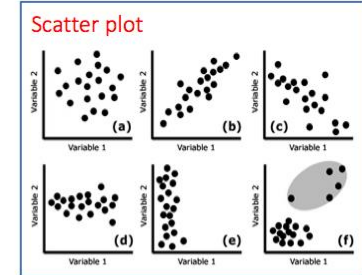 Scatter plot
Variable 2
(a)
Variable 1
Variable 2
(b)
Variable 1
Variable 2
(c)
Variable 1
Variable 2
(d)
Variable 1
Variable 2
(e)
Variable 1
Variable 2
(f)
Variable 1